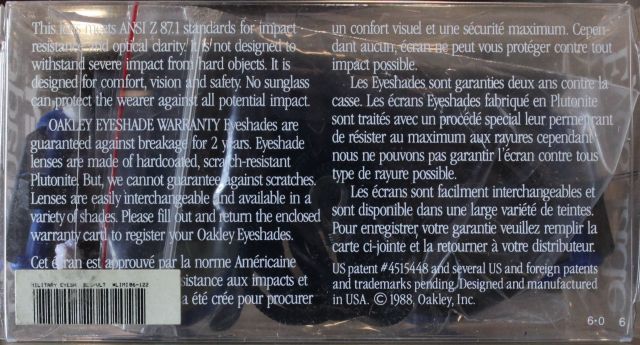 This lens meets ANSI Z 87.1 standards for impact
resistance and optical clarity. It is not designed to
withstand severe impact from hard objects. It is
designed for comfort, vision and safety. No sunglass
can protect the wearer against all potential impact.
OAKLEY EYESHADE WARRANTY Eyeshades are
guaranteed against breakage for 2 years. Eyeshade
lenses are made of hardcoated, scratch-resistant
Plutonite. But, we cannot guarantee against scratches.
Lenses are easily interchangeable and available in a
variety of shades. Please fill out and return the enclosed
warranty card to register your Oakley Eyeshades.
Cet écran est approuvé par la norme Américaine
sistance aux impacts et
a été crée pour procurer
un confort visuel et une sécurité maximum. Cepen-
dant aucun, écran ne peut vous protéger contre tout
impact possible.
Les Eyeshades sont garanties deux ans contre la
casse. Les écrans Eyeshades fabriqué en Plutonite
sont traités avec un procédé special leur permettant
de résister au maximum aux rayures cependant
nous ne pouvons pas garantir l'écran contre tous
type de rayure possible.
Les écrans sont facilment interchangeables et
sont disponible dans une large variété de teintes.
Pour enregistrer, votre garantie veuillez remplir la
carte ci-jointe et la retourner à votre distributeur.
US patent #4515448 and several US and foreign patents
and trademarks pending. Designed and manufactured
in USA. © 1988, Oakley, Inc.
6-0 6
MILITARY EYESH